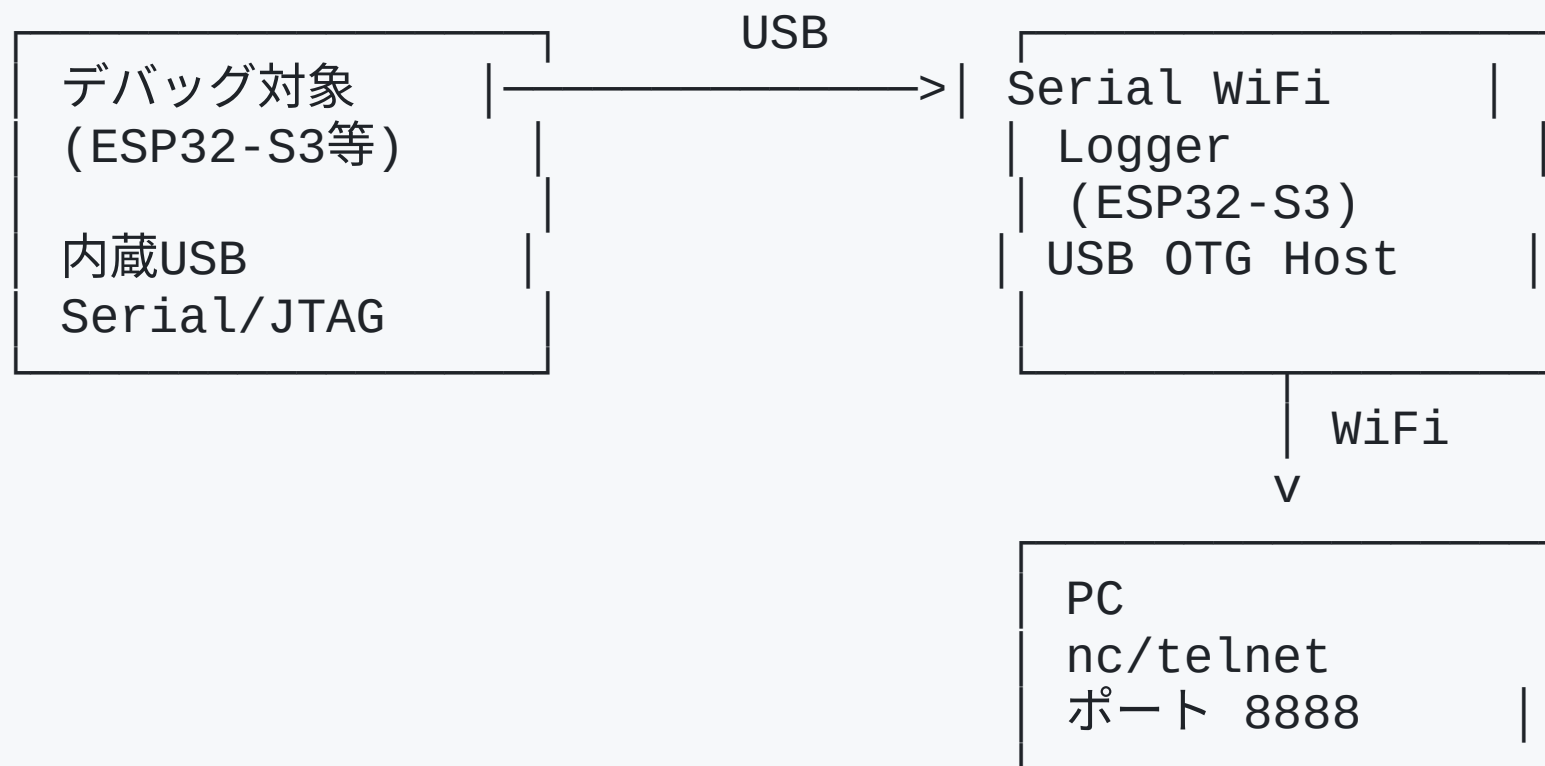 USB
デバッグ対象 > Serial WiFi
(ESP32-S3等) Logger
(ESP32-S3)
内蔵USB USB OTG Host
Serial/JTAG
WiFi
v
PC
nc/telnet
ポート 8888